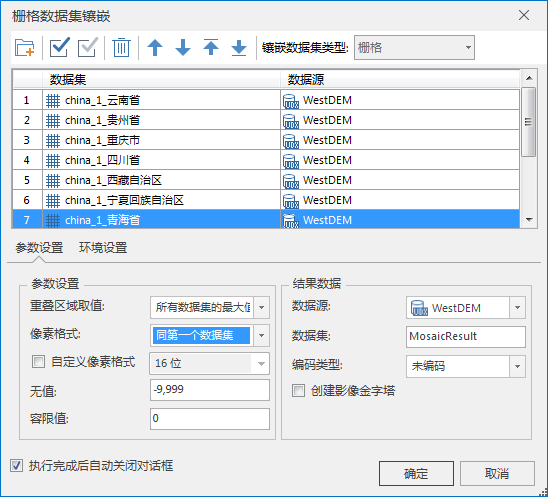 栅格数据集镶嵌
镶嵌数据集类型: 栅格
数据集 数据源
1 china_1_云南省 WestDEM
2 china_1_贵州省 WestDEM
3 china_1_重庆市 WestDEM
4 china_1_四川省 WestDEM
5 china_1_西藏自治区 WestDEM
6 china_1_宁夏回族自治区 WestDEM
7 china_1_青海省 WestDEM
参数设置 环境设置
参数设置 结果数据
重叠区域取值: 所有数据集的最大值 数据源: WestDEM
像素格式: 同第一个数据集 数据集: MosaicResult
自定义像素格式 16 位 编码类型: 未编码
无值: -9,999 创建影像金字塔
容限值: 0
执行完成后自动关闭对话框 确定 取消